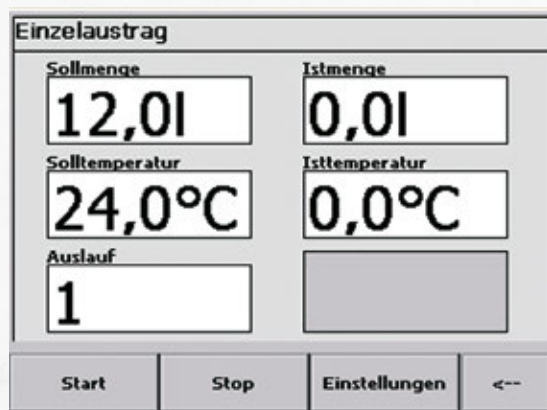 Einzelaustrag
Sollmenge Istmenge
12,0l 0,0l
Solltemperatur Isttemperatur
24,0°C 0,0°C
Auslauf
1
Start Stop Einstellungen <--